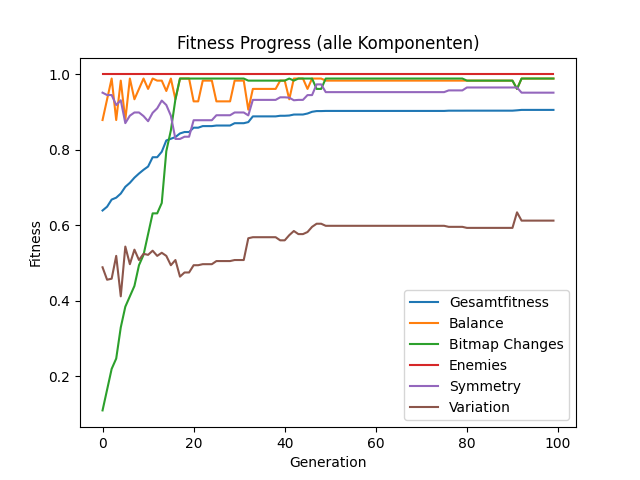 Fitness Progress (alle Komponenten)
Fitness
1.0
0.8
0.6
0.4
0.2
0
20
40
60
80
100
Generation
Gesamtfitness
Balance
Bitmap Changes
Enemies
Symmetry
Variation